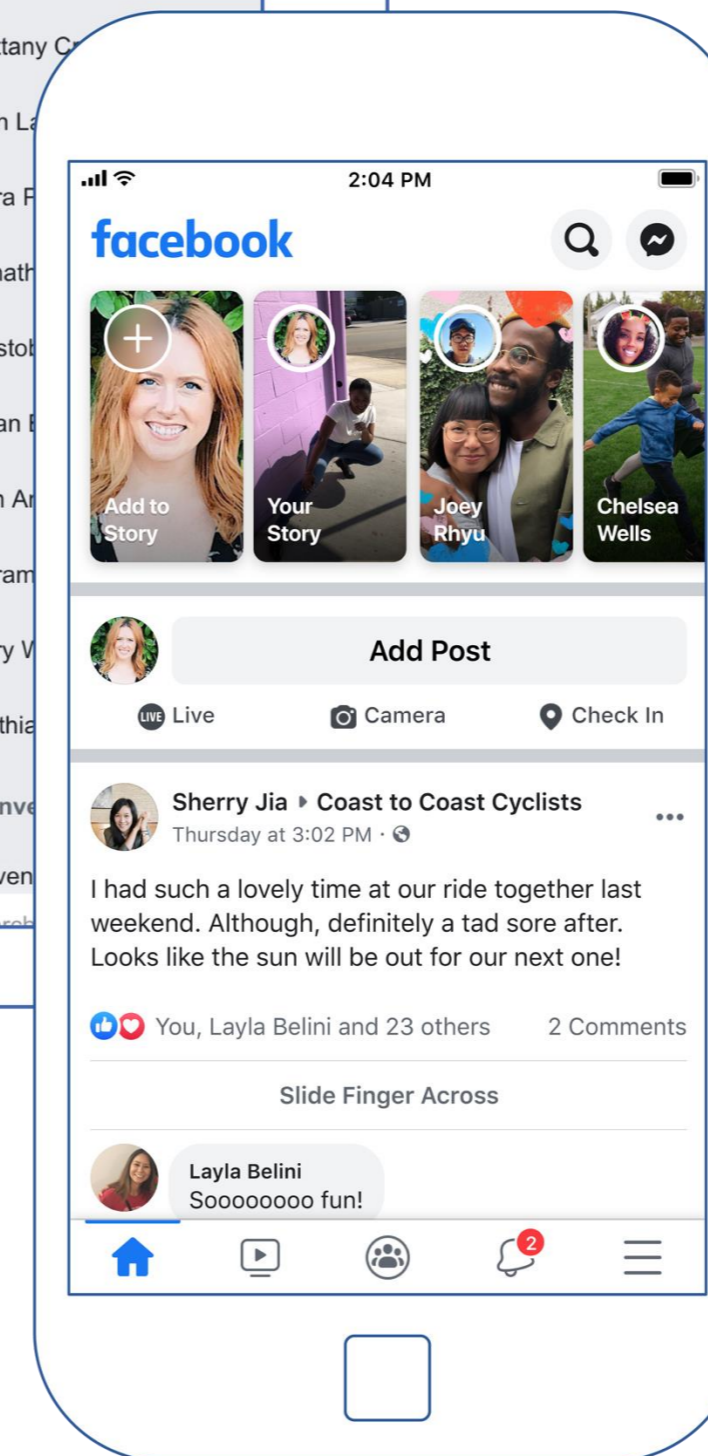 2:04 PM
facebook
Add to
Story
Your
Story
Joey
Rhyu
Chelsea
Wells
Add Post
LIVE Live
Camera
Check In
Sherry Jia ▸ Coast to Coast Cyclists
Thursday at 3:02 PM ·
I had such a lovely time at our ride together last
weekend. Although, definitely a tad sore after.
Looks like the sun will be out for our next one!
You, Layla Belini and 23 others 2 Comments
Slide Finger Across
Layla Belini
Soooooooo fun!
2